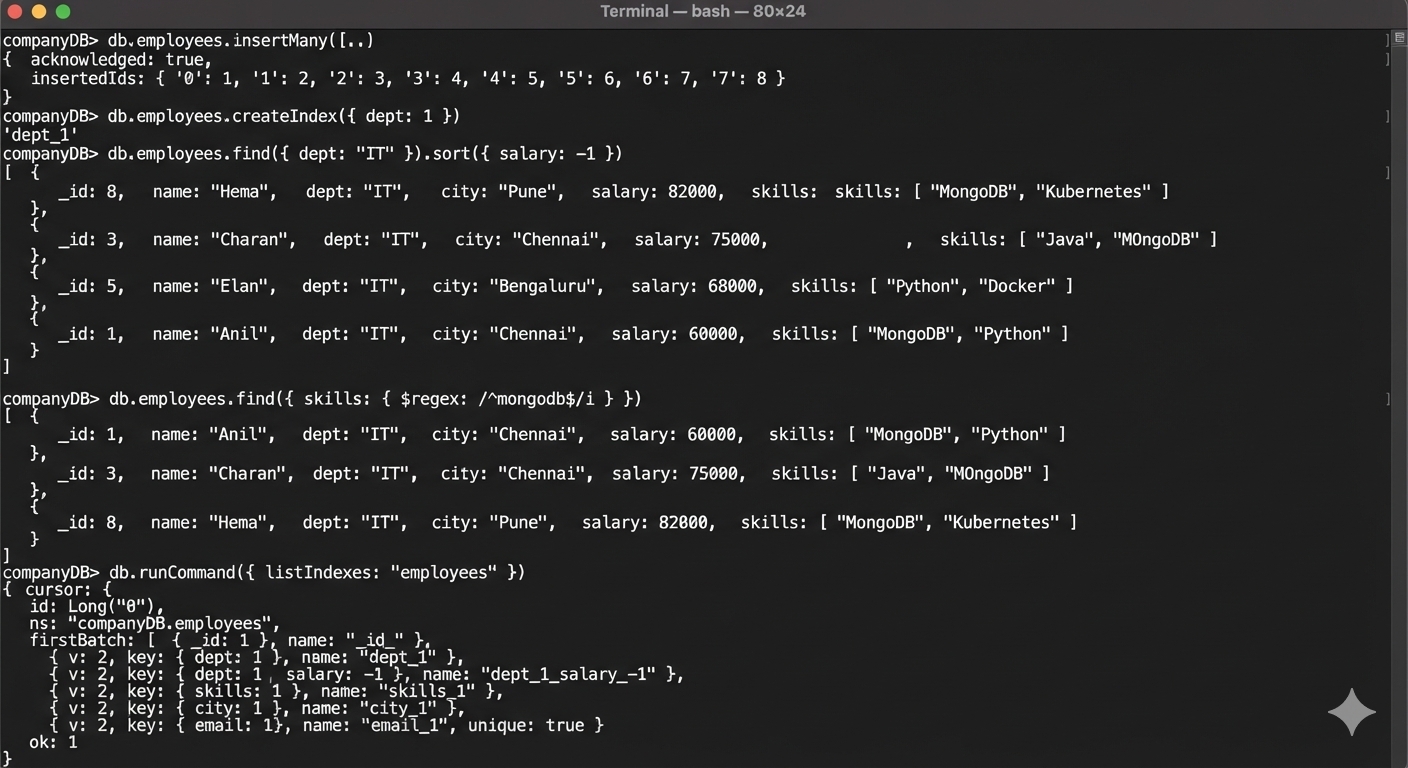 Terminal — bash — 80×24
companyDB> db.employees.insertMany([..)
{  acknowledged: true,
insertedIds: { '0': 1, '1': 2, '2': 3, '3': 4, '4': 5, '5': 6, '6': 7, '7': 8 }
}
companyDB> db.employees.createIndex({ dept: 1 })
'dept_1'
companyDB> db.employees.find({ dept: "IT" }).sort({ salary: -1 })
[  {
_id: 8,   name: "Hema",   dept: "IT",   city: "Pune",   salary: 82000,   skills:  skills: [ "MongoDB", "Kubernetes" ]
},
{
_id: 3,   name: "Charan",   dept: "IT",   city: "Chennai",   salary: 75000,               ,   skills: [ "Java", "MOngoDB" ]
},
{
_id: 5,   name: "Elan",   dept: "IT",   city: "Bengaluru",   salary: 68000,   skills: [ "Python", "Docker" ]
},
{
_id: 1,   name: "Anil",   dept: "IT",   city: "Chennai",   salary: 60000,   skills: [ "MongoDB", "Python" ]
}
]
companyDB> db.employees.find({ skills: { $regex: /^mongodb$/i } })
[  {
_id: 1,   name: "Anil",   dept: "IT",   city: "Chennai",   salary: 60000,   skills: [ "MongoDB", "Python" ]
},
_id: 3,   name: "Charan",  dept: "IT",   city: "Chennai",  salary: 75000,   skills: [ "Java", "MOngoDB" ]
},
{
_id: 8,   name: "Hema",   dept: "IT",   city: "Pune",   salary: 82000,   skills: [ "MongoDB", "Kubernetes" ]
}
]
companyDB> db.runCommand({ listIndexes: "employees" })
{ cursor: {
id: Long("0"),
ns: "companyDB.employees",
firstBatch: [  { _id: 1 }, name: "_id_" },
{ v: 2, key: { dept: 1 }, name: "dept_1" },
{ v: 2, key: { dept: 1, salary: -1 }, name: "dept_1_salary_-1" },
{ v: 2, key: { skills: 1 }, name: "skills_1" },
{ v: 2, key: { city: 1 }, name: "city_1" },
{ v: 2, key: { email: 1}, name: "email_1", unique: true }
ok: 1
}